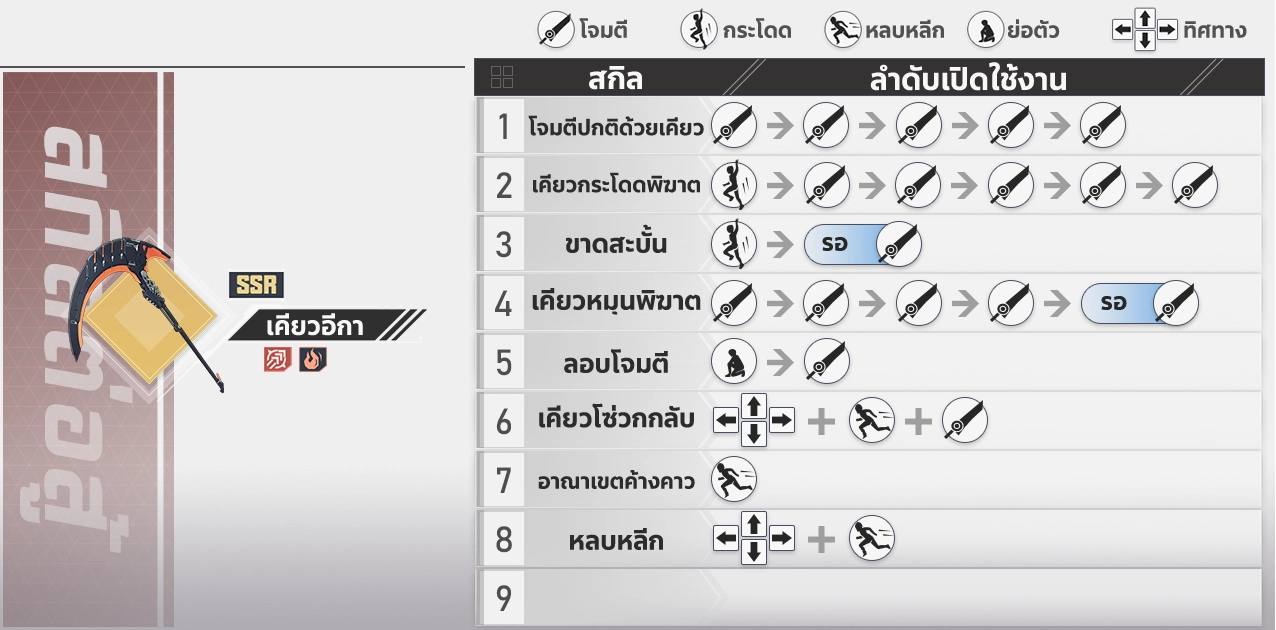 โจมตี กระโดด หลบหลีก ย่อตัว ทิศทาง
สกิล ลำดับเปิดใช้งาน
1 โจมตีปกติด้วยเคียว
2 เคียวกระโดดพิฆาต
3 ขาดสะบั้น รอ
4 เคียวหมุนพิฆาต รอ
5 ลอบโจมตี
6 เคียวโซ่วกกลับ
7 อาณาเขตค้างคาว
8 หลบหลีก
9
สกิลต่อสู้
SSR
เคียวอีกา